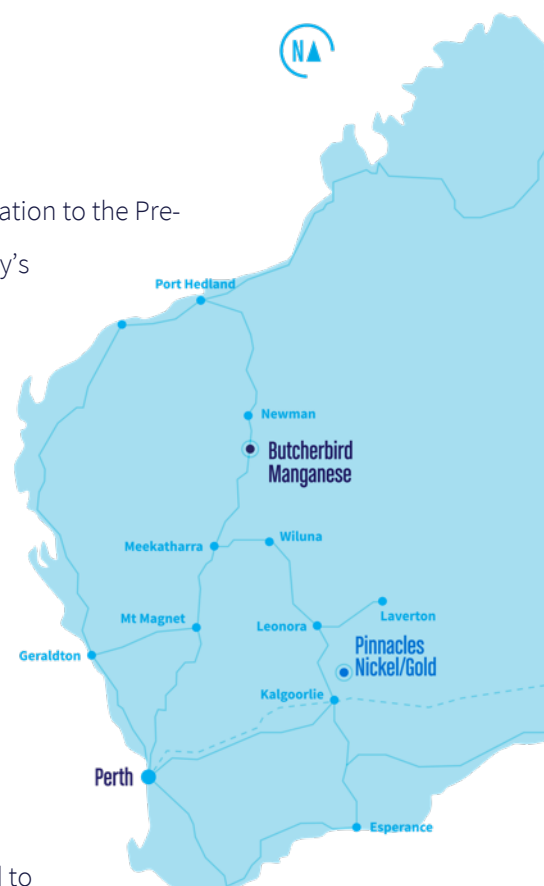 N
ation to the Pre-
y’s
Port Hedland
Newman
Butcherbird
Manganese
Meekatharra
Wiluna
Mt Magnet
Leonora
Laverton
Geraldton
Pinnacles
Nickel/Gold
Kalgoorlie
Perth
Esperance
l to